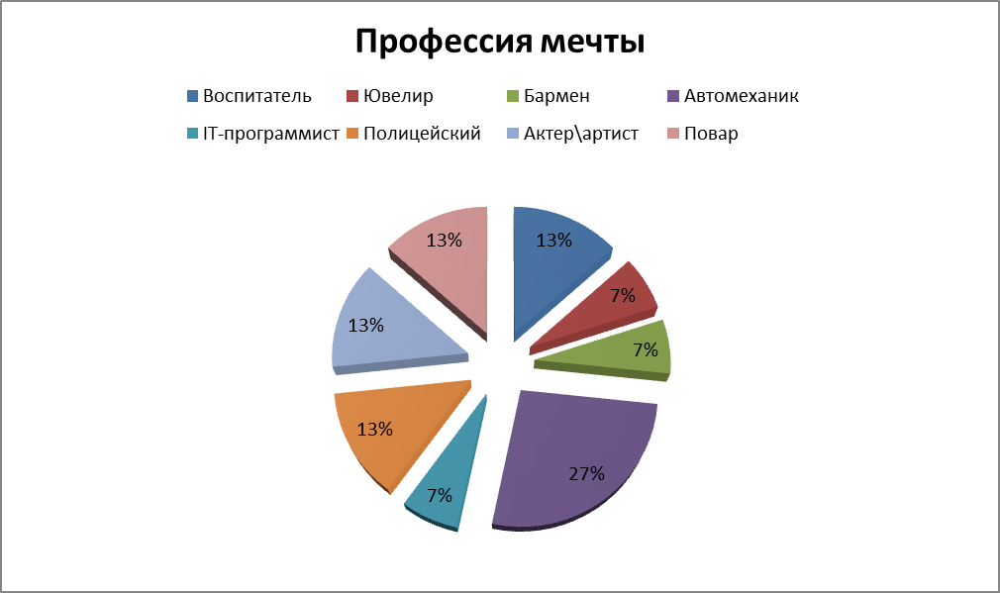 Профессия мечты
Воспитатель Ювелир Бармен Автомеханик
IT-программист Полицейский Актер\артист Повар
13% 13%
7%
13% 7%
13%
27%
7%